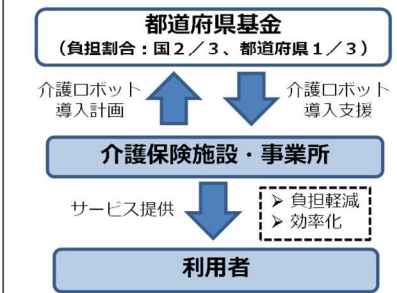 都道府県基金
（負担割合：国２／３、都道府県１／３）
介護ロボット
導入計画
介護ロボット
導入支援
介護保険施設・事業所
サービス提供
➢ 負担軽減
➢ 効率化
利用者